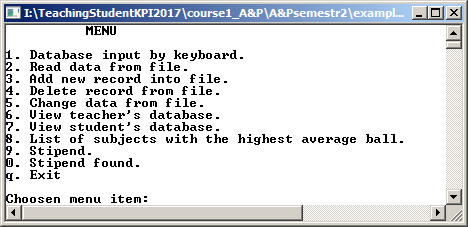 I:\TeachingStudentKPI2017\course1_A&P\A&Psemestr2\exampl...
MENU
1. Database input by keyboard.
2. Read data from file.
3. Add new record into file.
4. Delete record from file.
5. Change data from file.
6. View teacher's database.
7. View student's database.
8. List of subjects with the highest average ball.
9. Stipend.
0. Stipend found.
q. Exit
Choosen menu item: